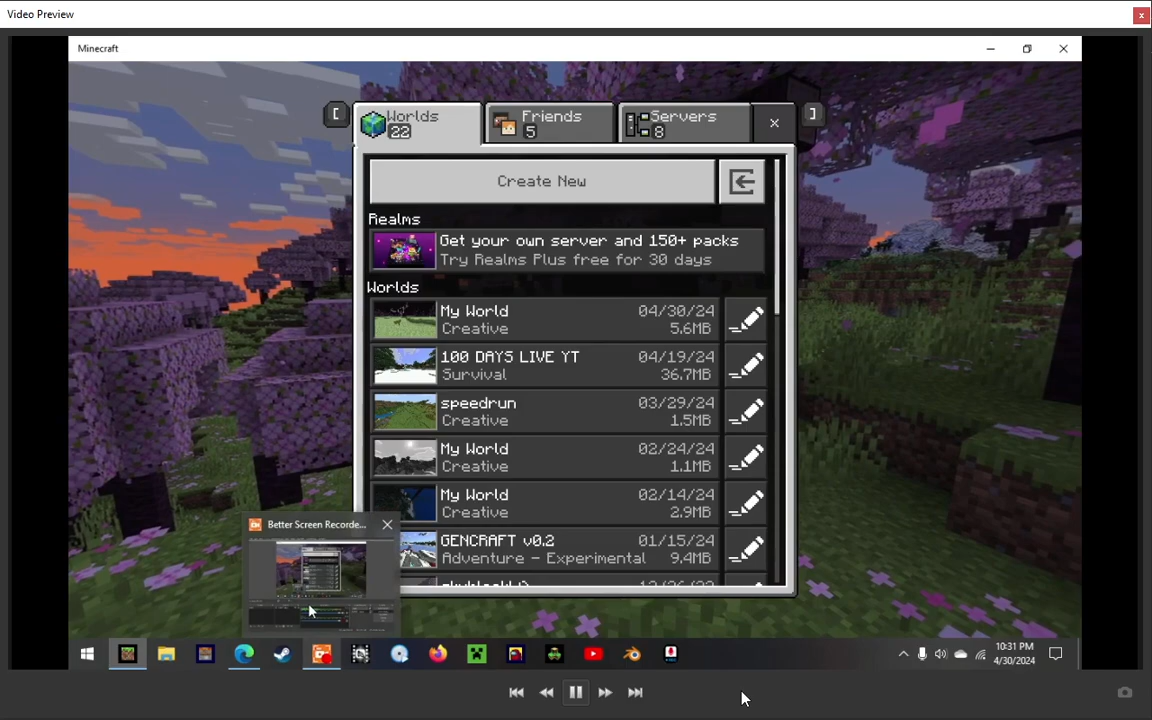 Video Preview
Minecraft
Worlds
22
Friends
5
Servers
8
Create New
Realms
Get your own server and 150+ packs
Try Realms Plus free for 30 days
Worlds
My World 04/30/24
Creative 5.6MB
100 DAYS LIVE YT 04/19/24
Survival 36.7MB
speedrun 03/29/24
Creative 1.5MB
My World 02/24/24
Creative 1.1MB
My World 02/14/24
Creative 2.9MB
GENCRAFT v0.2 01/15/24
Adventure - Experimental 9.4MB
Better Screen Recorde...
10:31 PM
4/30/2024